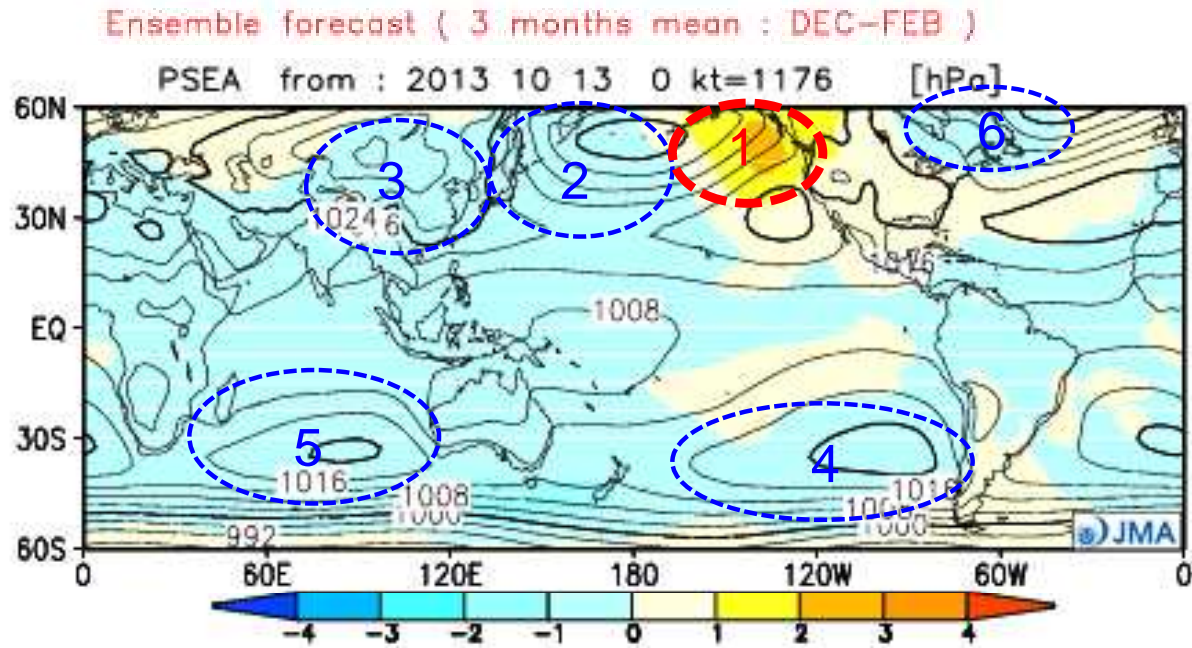 Ensemble forecast ( 3 months mean : DEC-FEB )
PSEA from : 2013 10 13 0 kt=1176 [hPa]
60N
1
6
3
2
30N
1024
1016
1008
EQ
30S
5
4
1016
1016
1008
1000
1000
992
60S
JMA
0 60E 120E 180 120W 60W 0
-4 -3 -2 -1 0 1 2 3 4